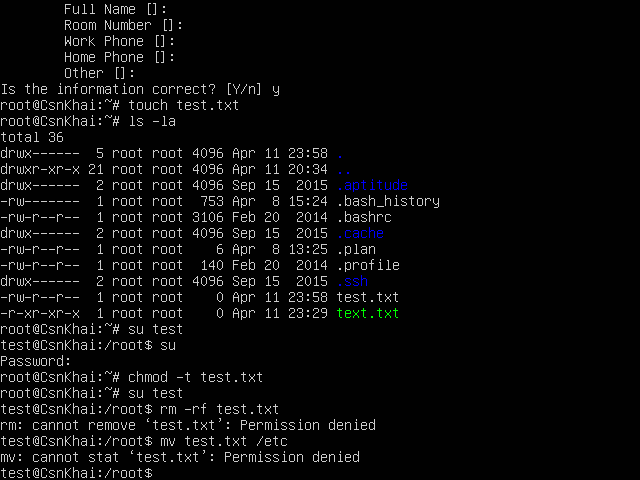 Full Name []:
Room Number []:
Work Phone []:
Home Phone []:
Other []:
Is the information correct? [Y/n] y
root@CsnKhai:~# touch test.txt
root@CsnKhai:~# ls -la
total 36
drwx------  5 root root 4096 Apr 11 23:58 .
drwxr-xr-x 21 root root 4096 Apr 11 20:34 ..
drwx------  2 root root 4096 Sep 15  2015 .aptitude
-rw-------  1 root root  753 Apr  8 15:24 .bash_history
-rw-r--r--  1 root root 3106 Feb 20  2014 .bashrc
drwx------  2 root root 4096 Sep 15  2015 .cache
-rw-r--r--  1 root root    6 Apr  8 13:25 .plan
-rw-r--r--  1 root root  140 Feb 20  2014 .profile
drwx------  2 root root 4096 Sep 15  2015 .ssh
-rw-r--r--  1 root root    0 Apr 11 23:58 test.txt
-r-xr-xr-x  1 root root    0 Apr 11 23:29 text.txt
root@CsnKhai:~# su test
test@CsnKhai:/root$ su
Password:
root@CsnKhai:~# chmod -t test.txt
root@CsnKhai:~# su test
test@CsnKhai:/root$ rm -rf test.txt
rm: cannot remove ‘test.txt’: Permission denied
test@CsnKhai:/root$ mv test.txt /etc
mv: cannot stat ‘test.txt’: Permission denied
test@CsnKhai:/root$